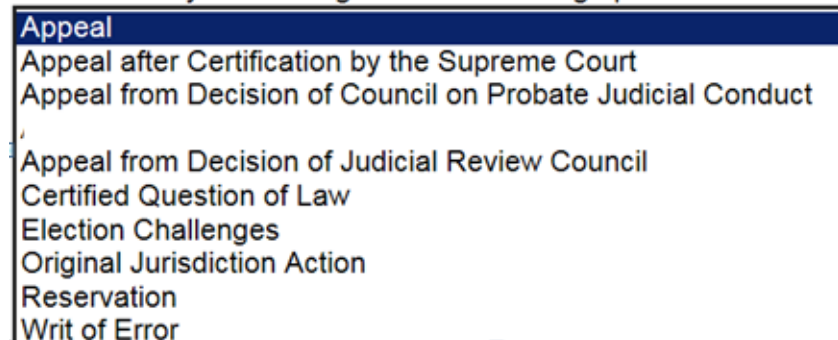 Appeal
Appeal after Certification by the Supreme Court
Appeal from Decision of Council on Probate Judicial Conduct
Appeal from Decision of Judicial Review Council
Certified Question of Law
Election Challenges
Original Jurisdiction Action
Reservation
Writ of Error